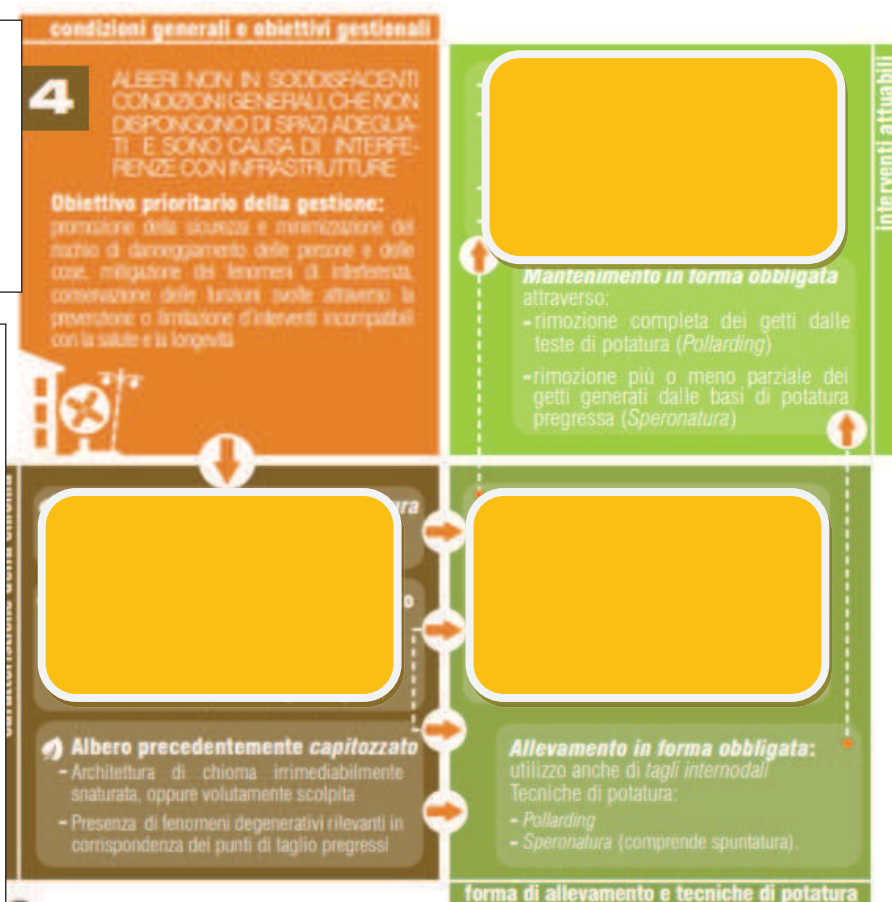 condizioni generali e obiettivi gestionali
4
ALBERI NON IN SODDISFACENTI
CONDIZIONI GENERALI, CHE NON
DISPONGONO DI SPAZI ADEGUA-
TI E SONO CAUSA DI INTERFE-
RENZE CON INFRASTRUTTURE
Obiettivo prioritario della gestione:
promozione della sicurezza e minimizzazione del
rischio di danneggiamento delle persone e delle
cose, mitigazione dei fenomeni di interferenza,
conservazione delle funzioni svolte attraverso la
prevenzione o limitazione d'interventi incompatibili
con la salute e la longevità
interventi attuabili
Mantenimento in forma obbligata
attraverso:
- rimozione completa dei getti dalle
teste di potatura (Pollarding)
- rimozione più o meno parziale dei
getti generati dalle basi di potatura
pregressa (Speronatura)
Albero precedentemente capitozzato
- Architettura di chioma irrimediabilmente
snaturata, oppure volutamente scolpita
- Presenza di fenomeni degenerativi rilevanti in
corrispondenza dei punti di taglio pregressi
Allevamento in forma obbligata:
utilizzo anche di tagli internodali
Tecniche di potatura:
- Pollarding
- Speronatura (comprende spuntatura).
forma di allevamento e tecniche di potatura